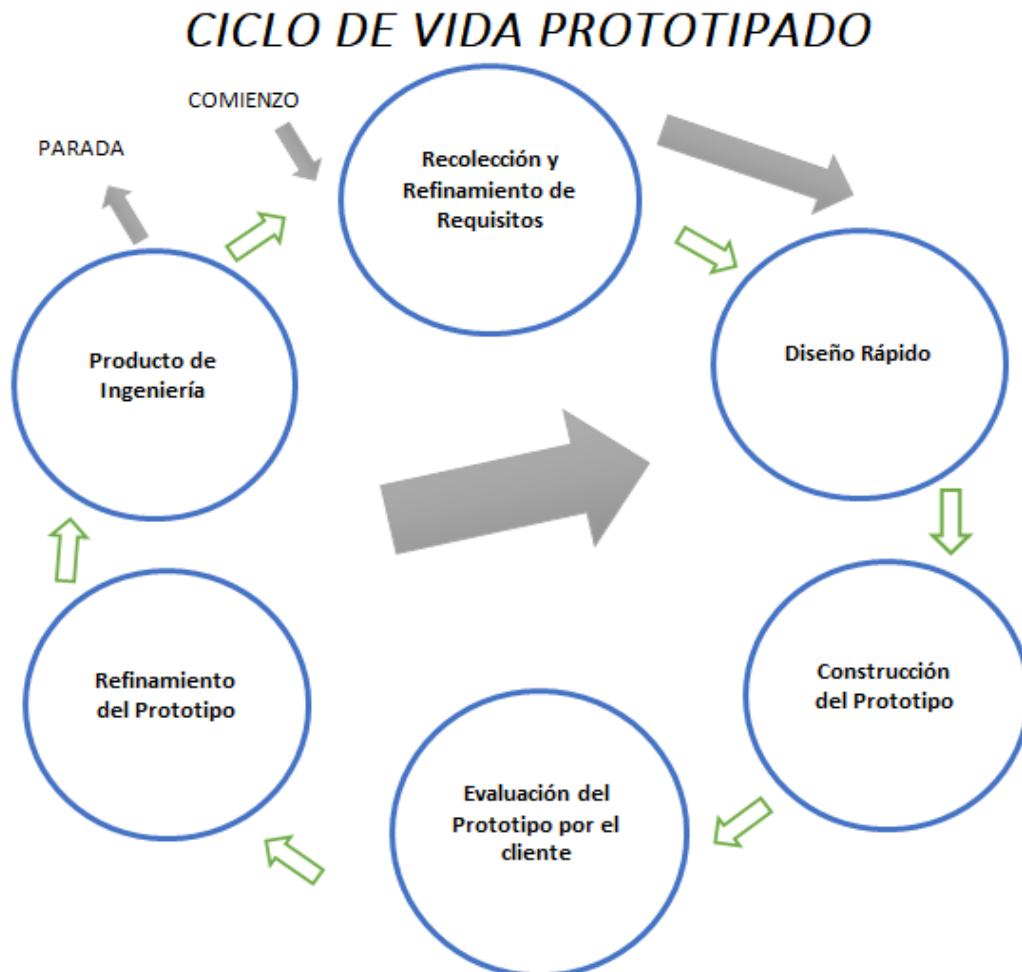 CICLO DE VIDA PROTOTIPADO
COMIENZO
PARADA
Recolección y
Refinamiento de
Requisitos
Diseño Rápido
Construcción
del Prototipo
Evaluación del
Prototipo por el
cliente
Refinamiento
del Prototipo
Producto de
Ingeniería